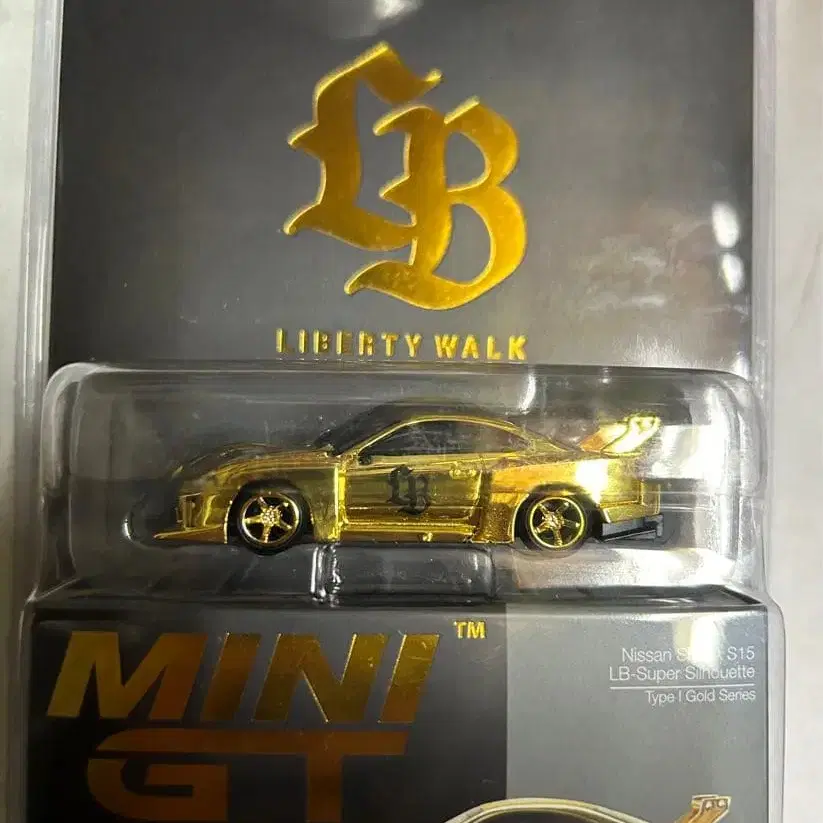 LB
LIBERTY WALK
LB
MINI
GT
TM
Nissan S15
LB-Super Silhouette
Type I Gold Series